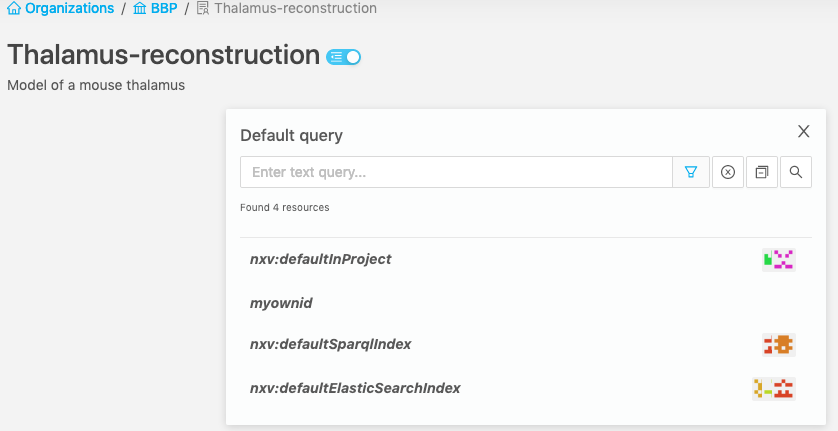 Organizations / BBP / Thalamus-reconstruction
Thalamus-reconstruction
Model of a mouse thalamus
Default query
Enter text query...
Found 4 resources
nxv:defaultInProject
myownid
nxv:defaultSparqlIndex
nxv:defaultElasticSearchIndex